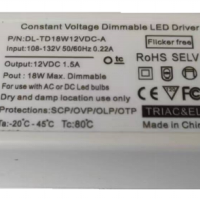 Constant Voltage Dimmable LED Driver
P/N:DL-TD18W12VDC-A
Flicker free
Input:108-132V 50/60Hz 0.22A
RoHS SELV
Output:12VDC 1.5A
tc
Pout: 18W Max. Dimmable
For use with AC or DC Led bulbs
Dry and damp location use only
Made in China
Protections:SCP/OVP/OLP/OTP
TRIAC&EL
Ta:-20°C -45°C Tc:80°C